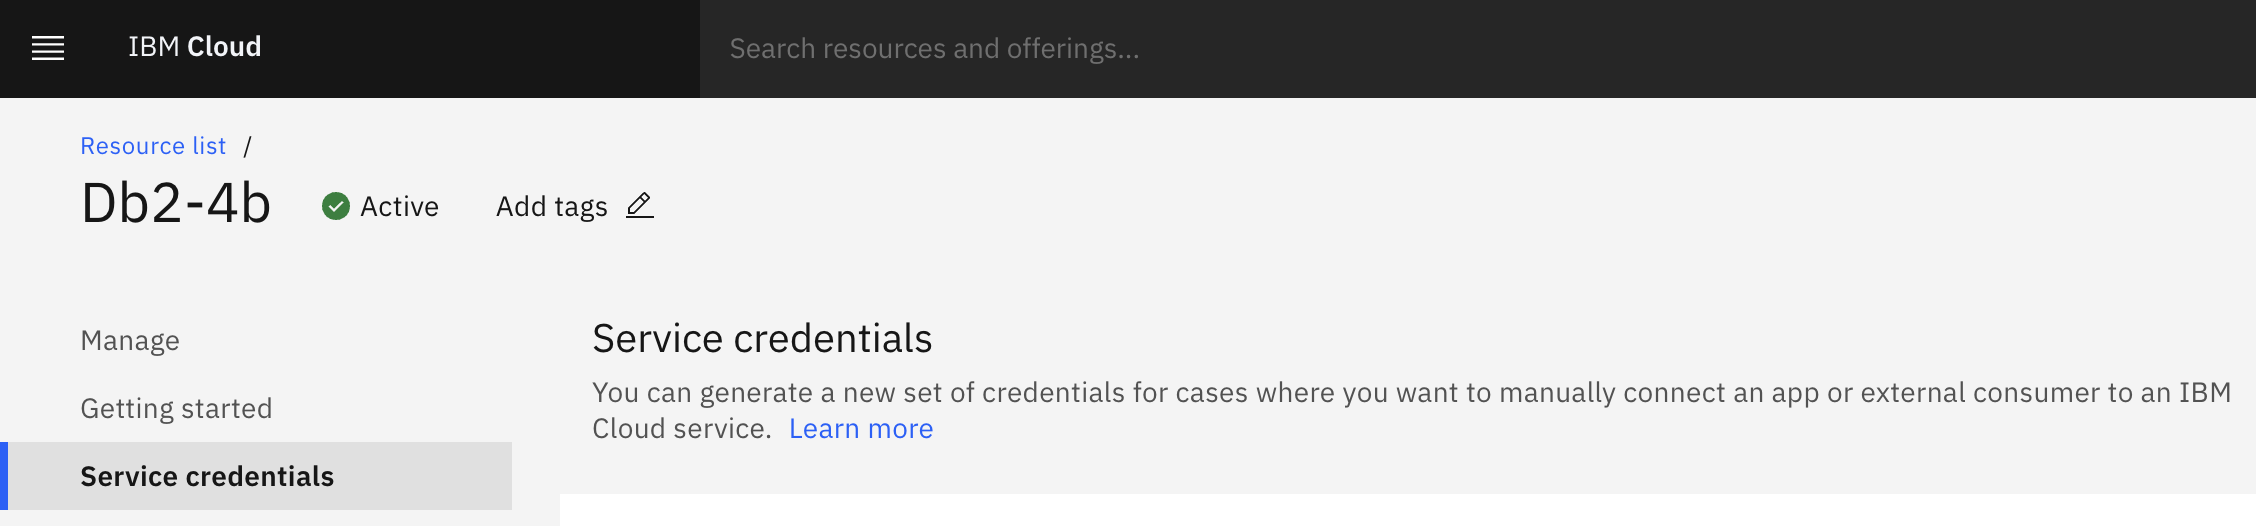 IBM Cloud
Search resources and offerings...
Resource list /
Db2-4b
Active
Add tags
Manage
Getting started
Service credentials
Service credentials
You can generate a new set of credentials for cases where you want to manually connect an app or external consumer to an IBM
Cloud service. Learn more